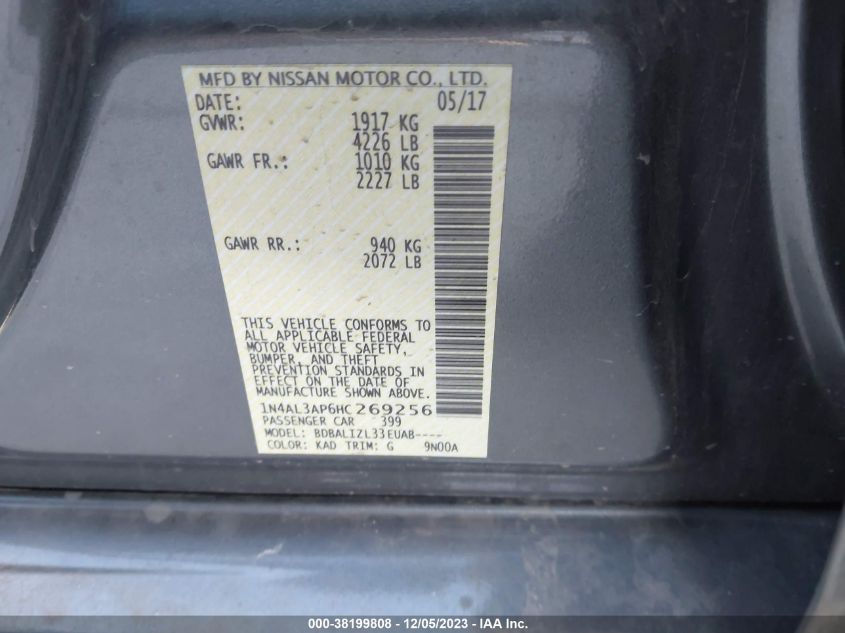 MFD BY NISSAN MOTOR CO., LTD.
DATE: 05/17
GVWR: 1917 KG
4226 LB
GAWR FR.: 1010 KG
2227 LB
GAWR RR.: 940 KG
2072 LB
THIS VEHICLE CONFORMS TO
ALL APPLICABLE FEDERAL
MOTOR VEHICLE SAFETY,
BUMPER, AND THEFT
PREVENTION STANDARDS IN
EFFECT ON THE DATE OF
MANUFACTURE SHOWN ABOVE.
1N4AL3AP6HC269256
PASSENGER CAR 399
MODEL: BDBALIZL33EUAB----
COLOR: KAD TRIM: G 9N00A
000-38199808 - 12/05/2023 - IAA Inc.